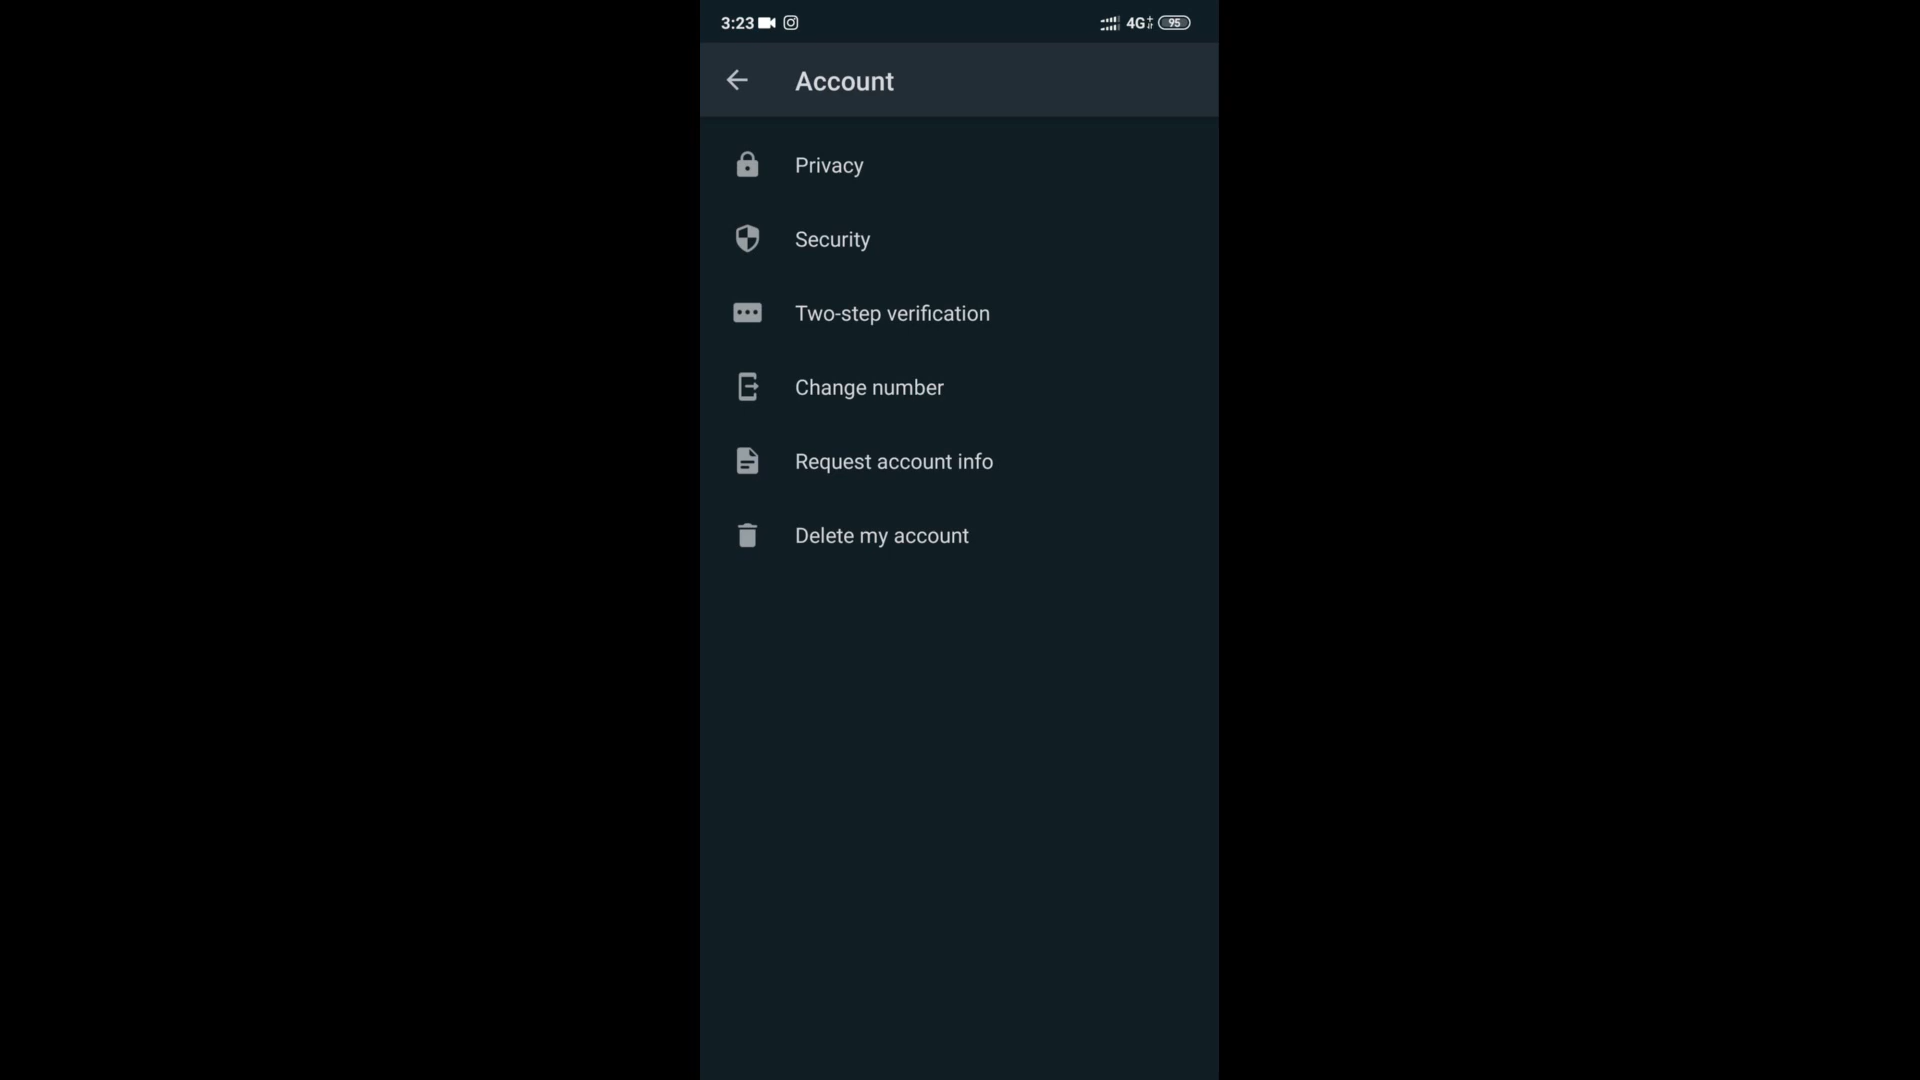 3:23 4G+ 95
Account
Privacy
Security
Two-step verification
Change number
Request account info
Delete my account